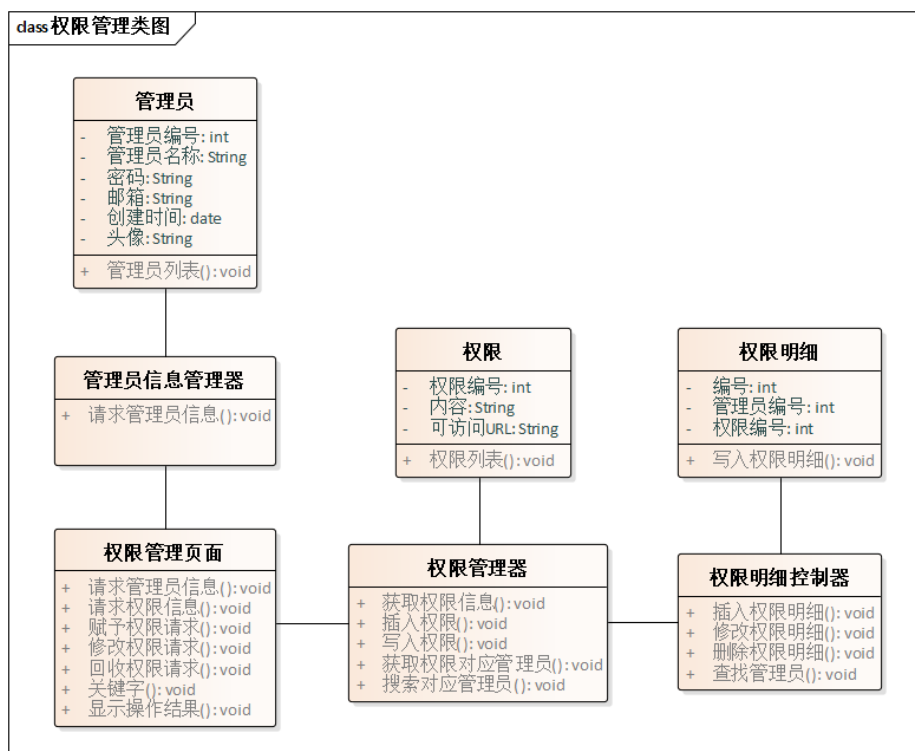 class 权限管理类图
管理员
- 管理员编号: int
- 管理员名称: String
- 密码: String
- 邮箱: String
- 创建时间: date
- 头像: String
+ 管理员列表(): void
管理员信息管理器
+ 请求管理员信息(): void
权限
- 权限编号: int
- 内容: String
- 可访问URL: String
+ 权限列表(): void
权限明细
- 编号: int
- 管理员编号: int
- 权限编号: int
+ 写入权限明细(): void
权限管理页面
+ 请求管理员信息(): void
+ 请求权限信息(): void
+ 赋予权限请求(): void
+ 修改权限请求(): void
+ 回收权限请求(): void
+ 关键字(): void
+ 显示操作结果(): void
权限管理器
+ 获取权限信息(): void
+ 插入权限(): void
+ 写入权限(): void
+ 获取权限对应管理员(): void
+ 搜索对应管理员(): void
权限明细控制器
+ 插入权限明细(): void
+ 修改权限明细(): void
+ 删除权限明细(): void
+ 查找管理员(): void